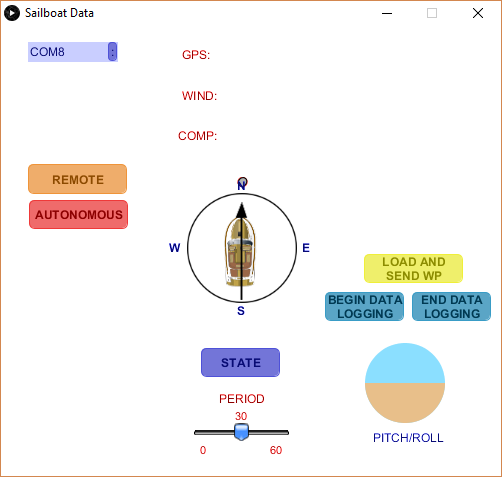 Sailboat Data
COM8 :
GPS:
WIND:
COMP:
REMOTE
AUTONOMOUS
N
W
E
S
LOAD AND
SEND WP
BEGIN DATA
LOGGING
END DATA
LOGGING
STATE
PERIOD
30
0
60
PITCH/ROLL